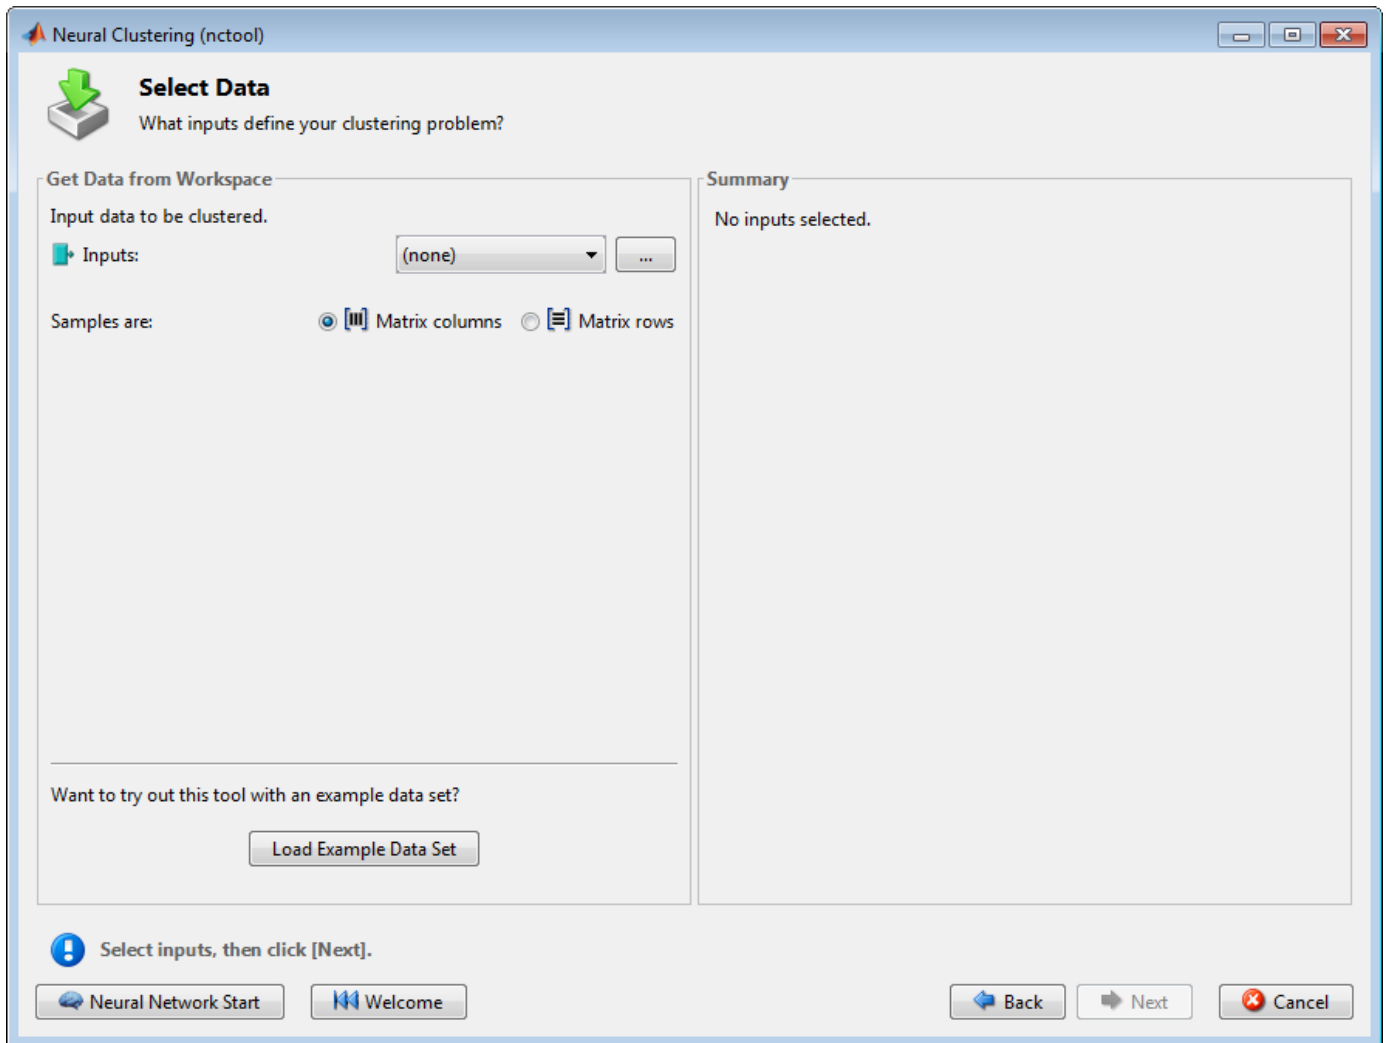 Neural Clustering (nctool)
Select Data
What inputs define your clustering problem?
Get Data from Workspace
Input data to be clustered.
Inputs: (none) ...
Samples are: Matrix columns Matrix rows
Want to try out this tool with an example data set?
Load Example Data Set
Summary
No inputs selected.
Select inputs, then click [Next].
Neural Network Start Welcome Back Next Cancel